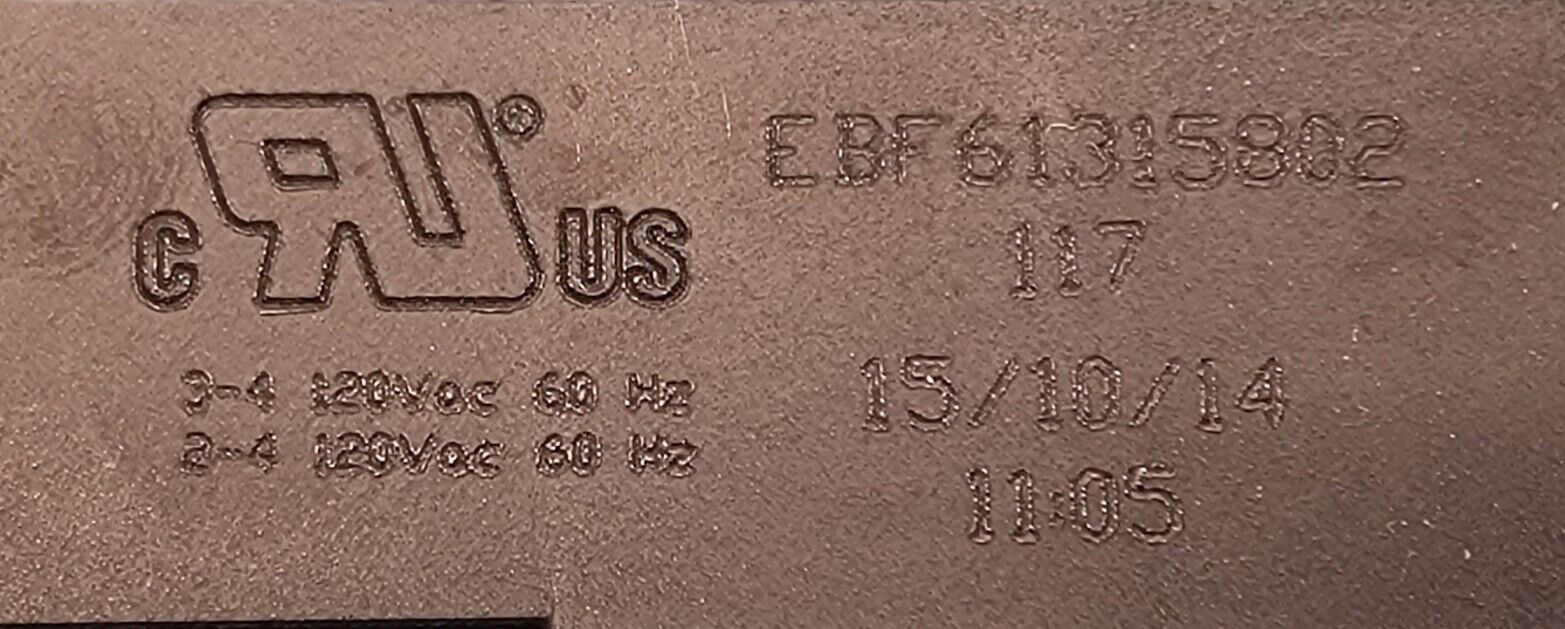 C RU® US
3-4 120Vac 60 Hz
2-4 120Vac 60 Hz
EBF61315802
117
15/10/14
11:05